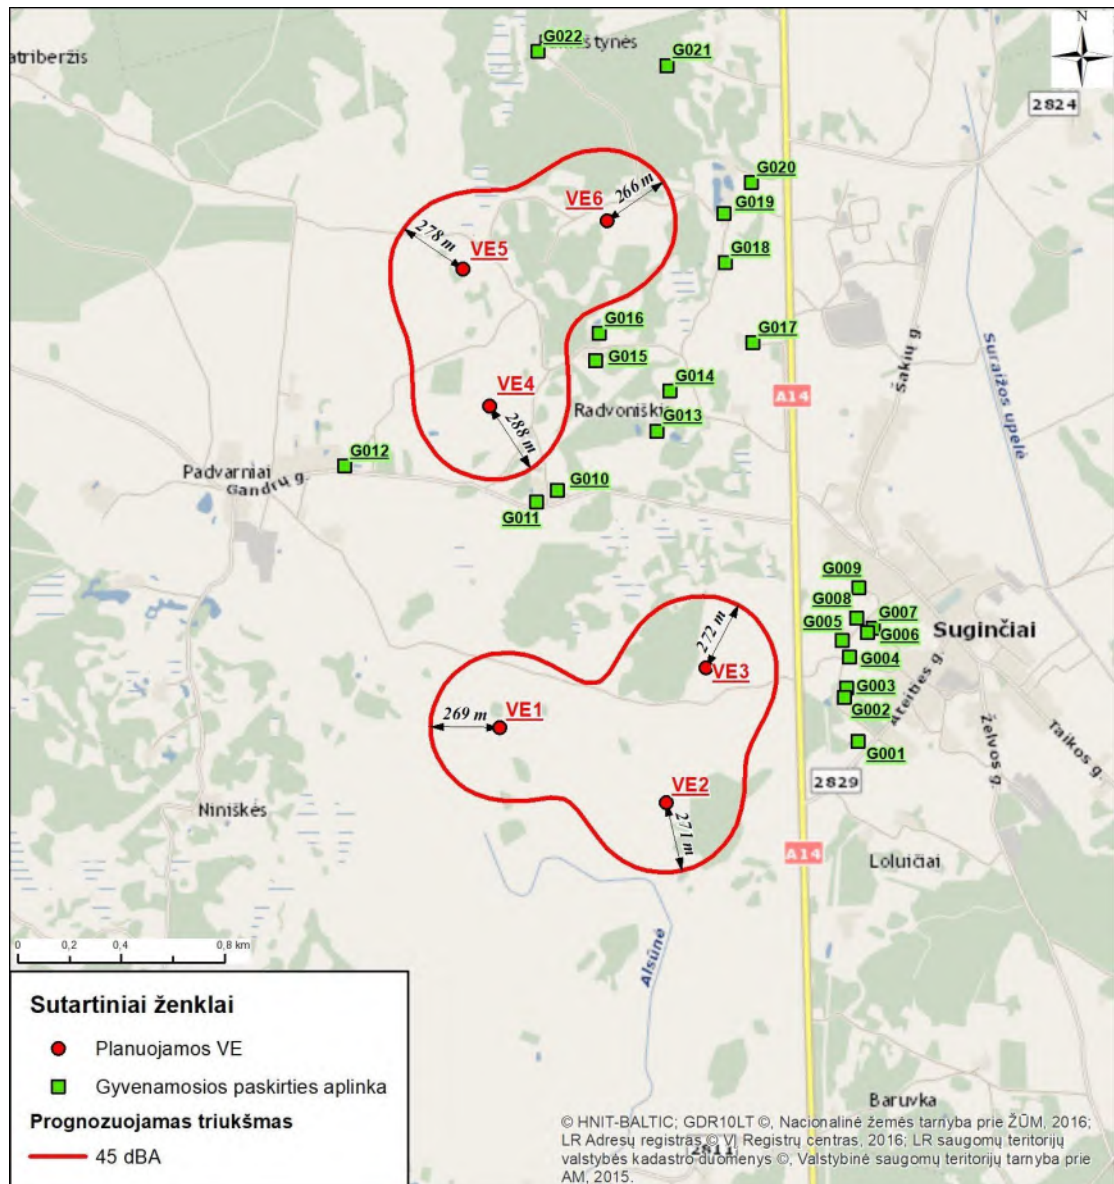 G022
G021
N
atriberžis
2824
G020
266 m
VE6
G019
278 m
VE5
G018
G016
G017
Šakių g.
Suraižos upelė
G015
VE4
G014
A14
Radvoniškis
288 m
G013
G012
Padvarniai
Gandrų g.
G010
G011
G009
G008
G007
G005
G006
Suginčiai
272 m
G004
VE3
G003
Ateities g.
G002
269 m
VE1
G001
Želvos g.
Taikos g.
2829
VE2
Niniškės
271 m
A14
Loluičiai
Alsūnė
0 0,2 0,4 0,8 km
Sutartiniai ženklai
Planuojamos VE
Gyvenamosios paskirties aplinka
Prognozuojamas triukšmas
45 dBA
Baruvka
2811
© HNIT-BALTIC; GDR10LT ©, Nacionalinė žemės tarnyba prie ŽŪM, 2016;
LR Adresų registras © VĮ Registrų centras, 2016; LR saugomų teritorijų
valstybės kadastro duomenys ©, Valstybinė saugomų teritorijų tarnyba prie
AM, 2015.